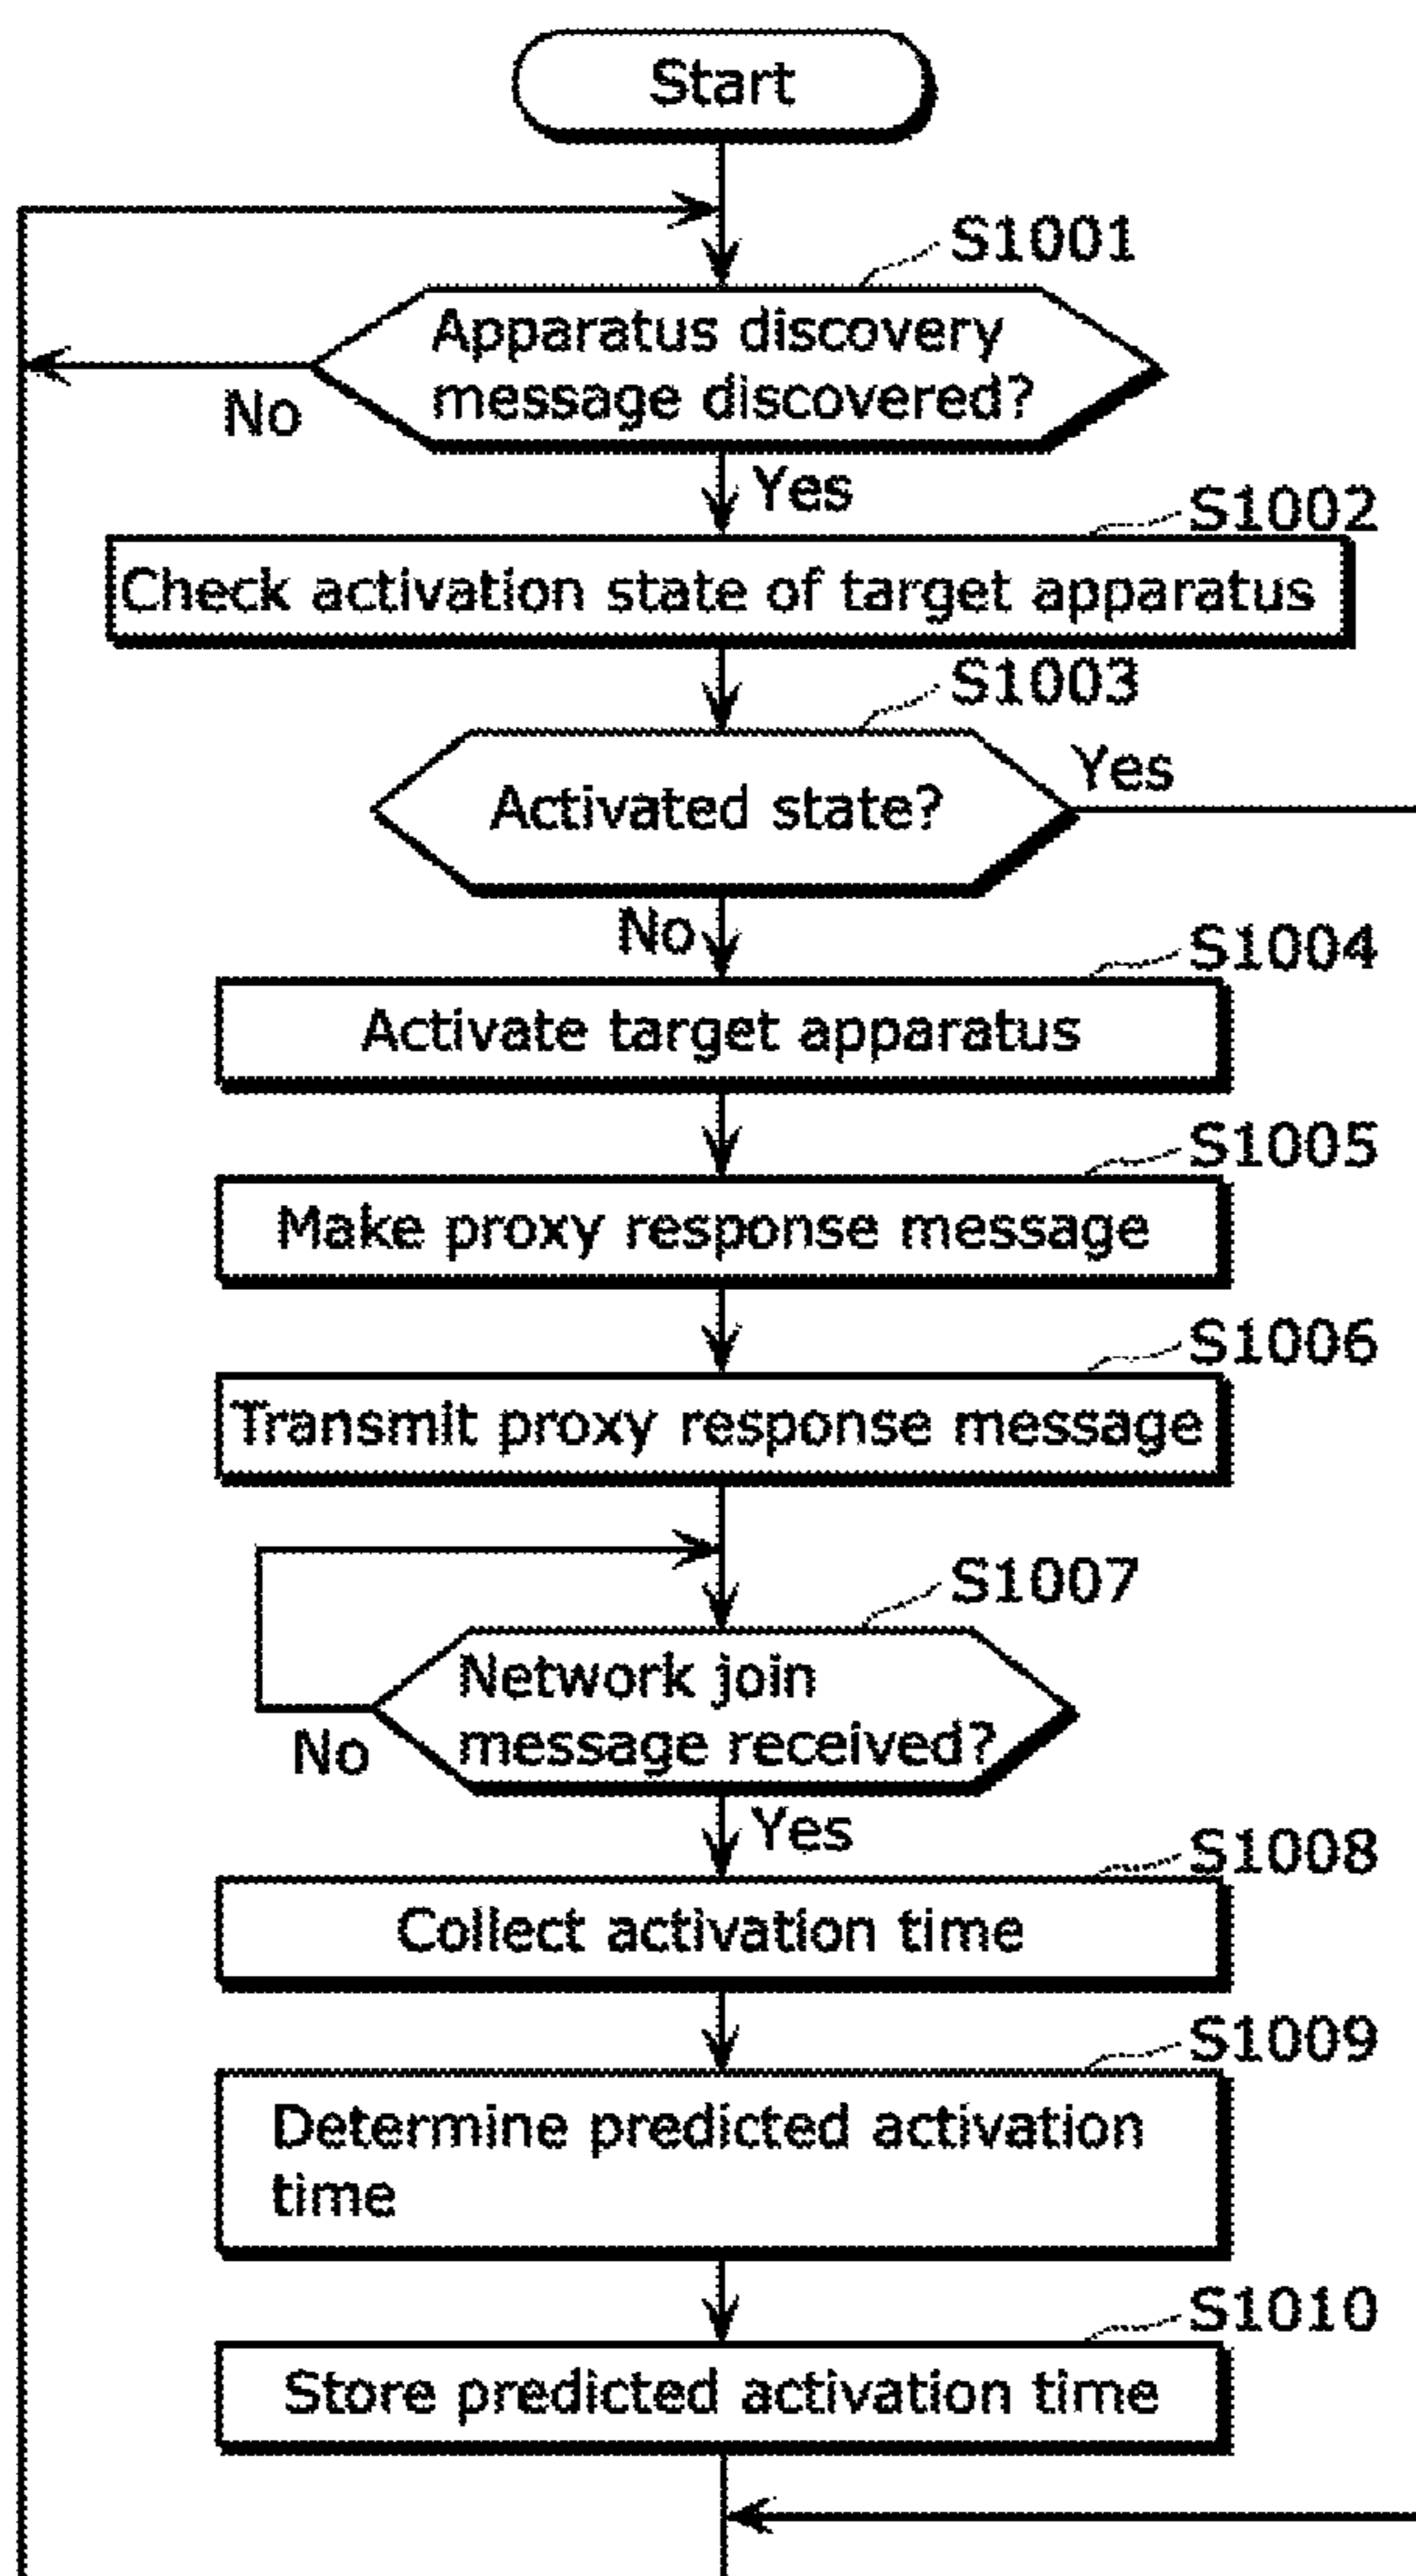 Start
S1001
Apparatus discovery
message discovered?
No
Yes
S1002
Check activation state of target apparatus
S1003
Activated state?
Yes
No
S1004
Activate target apparatus
S1005
Make proxy response message
S1006
Transmit proxy response message
S1007
Network join
message received?
No
Yes
S1008
Collect activation time
S1009
Determine predicted activation
time
S1010
Store predicted activation time